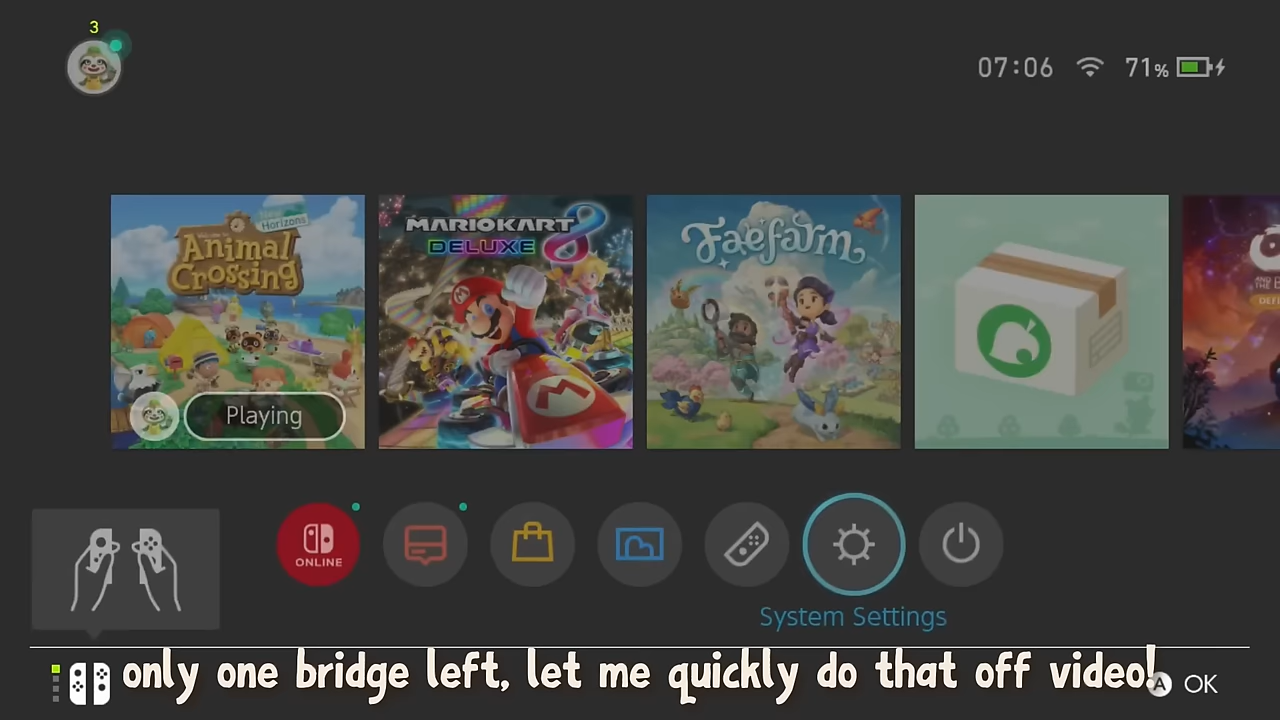 3
07:06
71%
New
Horizons
Animal
Crossing
Playing
MARIOKART 8
DELUXE
Faefarm
ONLINE
System Settings
only one bridge left, let me quickly do that off video!
A OK